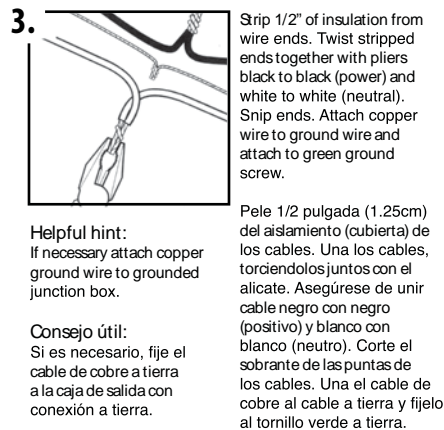 3.
Strip 1/2" of insulation from
wire ends. Twist stripped
ends together with pliers
black to black (power) and
white to white (neutral).
Snip ends. Attach copper
wire to ground wire and
attach to green ground
screw.
Pele 1/2 pulgada (1.25cm)
del aislamiento (cubierta) de
los cables. Una los cables,
torciendolos juntos con el
alicate. Asegúrese de unir
cable negro con negro
(positivo) y blanco con
blanco (neutro). Corte el
sobrante de las puntas de
los cables. Una el cable de
cobre al cable a tierra y fijelo
al tornillo verde a tierra.
Helpful hint:
If necessary attach copper
ground wire to grounded
junction box.
Consejo útil:
Si es necesario, fije el
cable de cobre a tierra
a la caja de salida con
conexión a tierra.